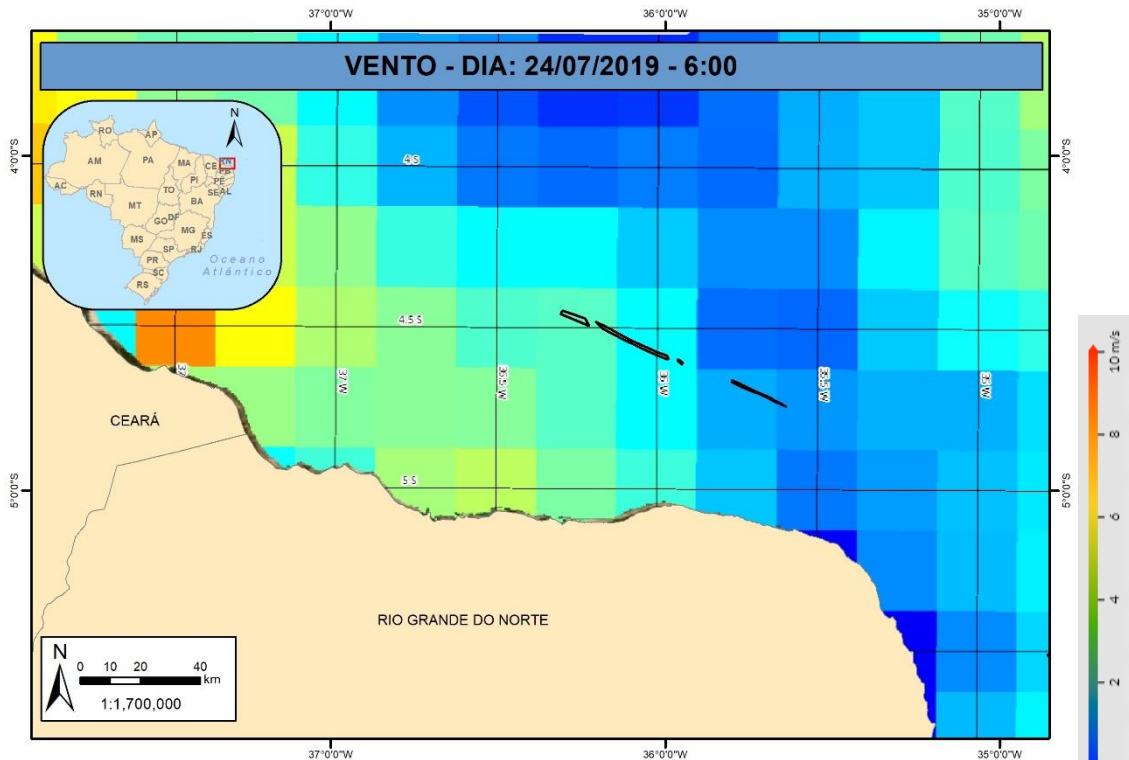 37°0'0"W 36°0'0"W 35°0'0"W
VENTO - DIA: 24/07/2019 - 6:00
N
RO AP
AM PA MA CE RN
PB
AC RN TO PI PE
SE AL
MT BA
GO DF
MS MG ES
SP RJ
PR
SC
RS
Oceano
Atlântico
4°0'0"S 4 S 4°0'0"S
4.5 S
37 W 36.5 W 36 W 35.5 W 35 W
CEARÁ
5°0'0"S 5 S 5°0'0"S
RIO GRANDE DO NORTE
N
0 10 20 40
km
1:1,700,000
37°0'0"W 36°0'0"W 35°0'0"W
10 m/s
8
6
4
2